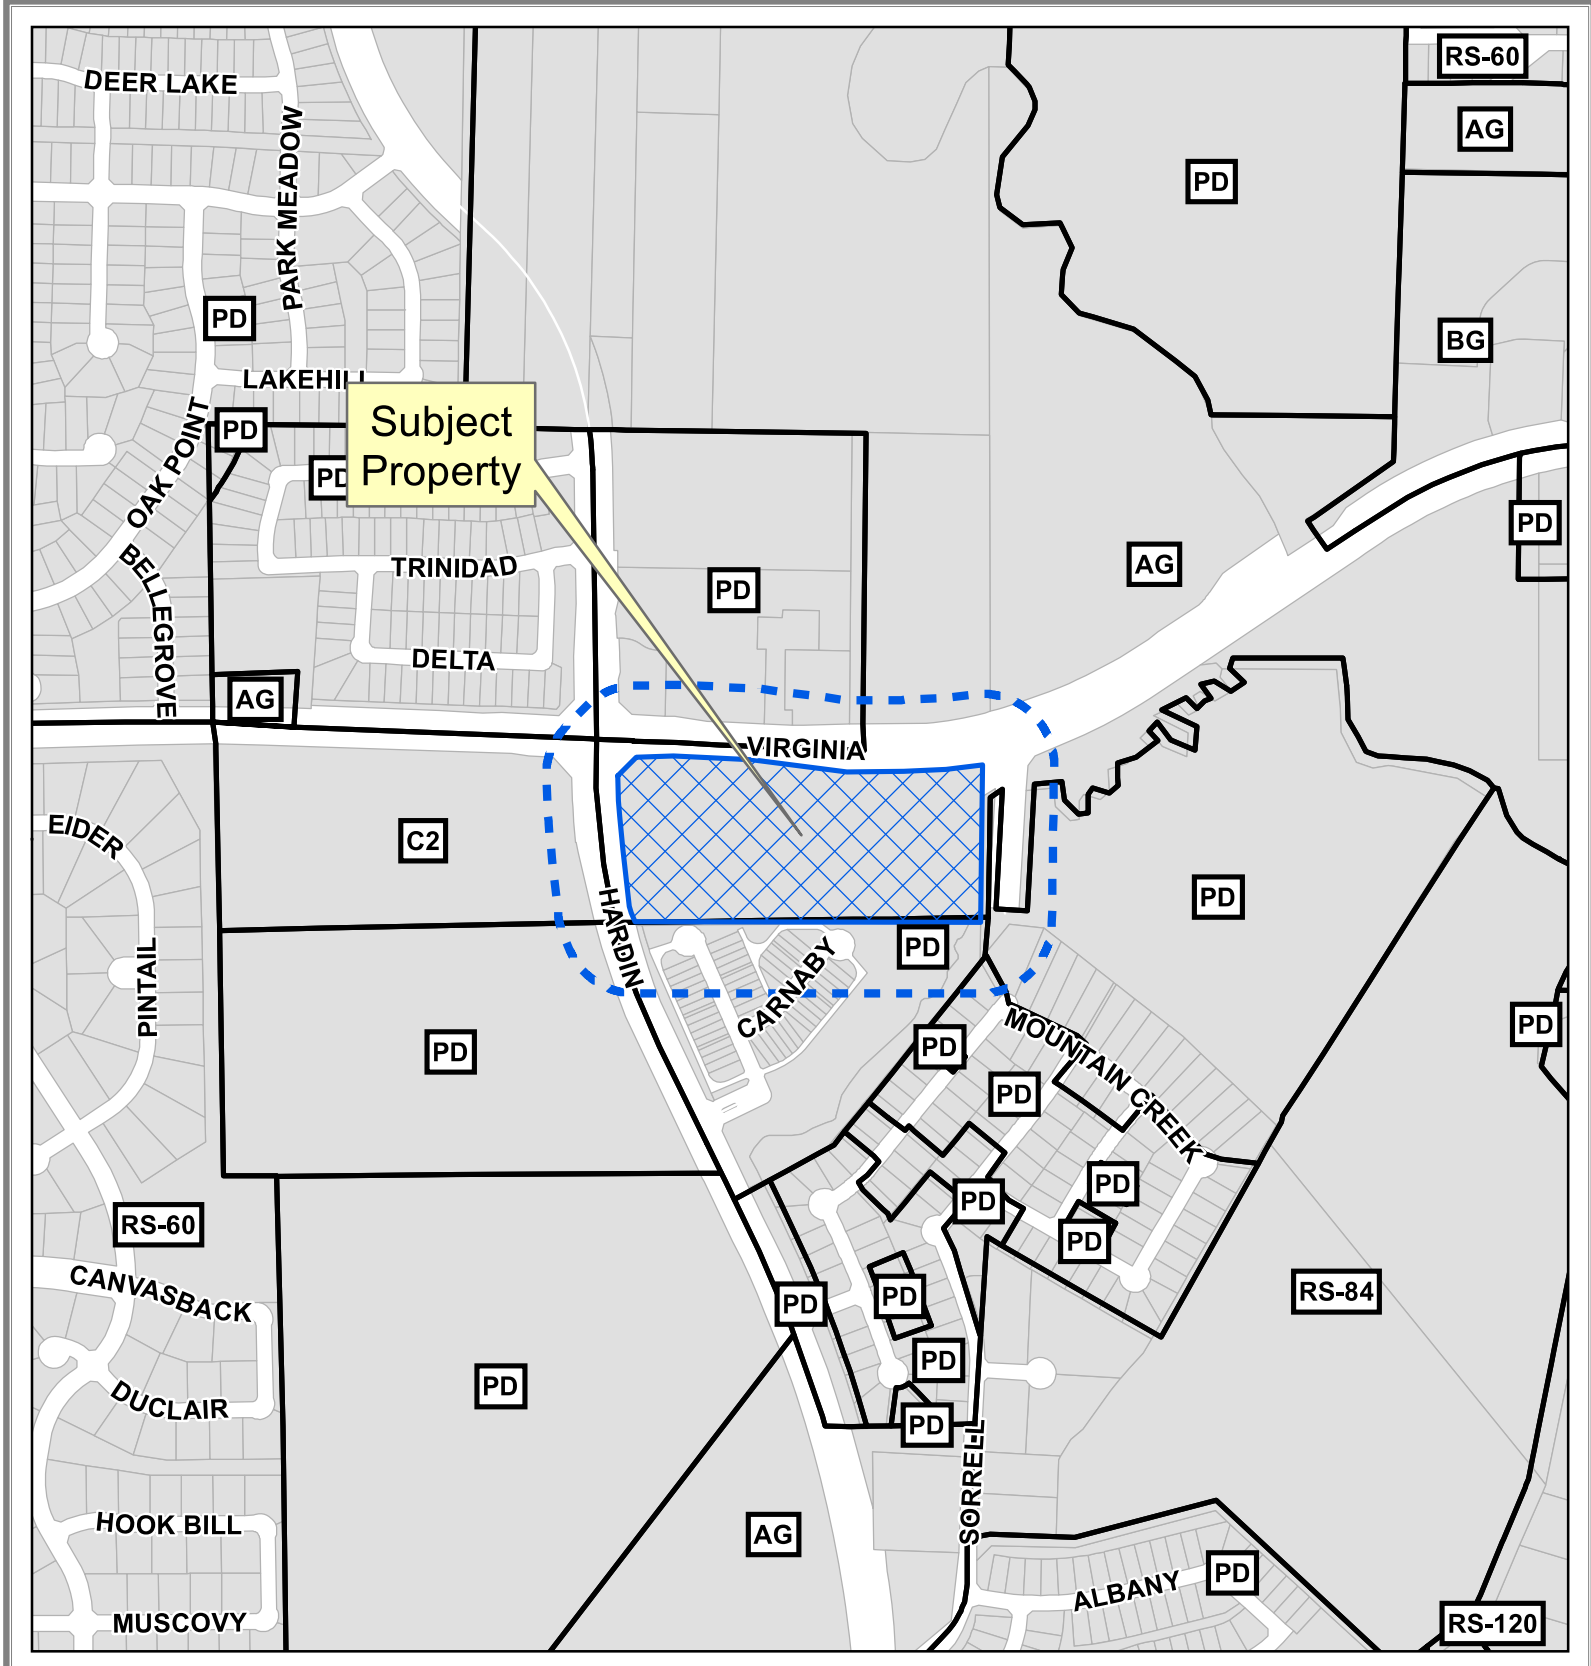 RS-60
DEER LAKE
AG
PARK MEADOW
PD
PD
BG
LAKEHILL
Subject
Property
PD
PD
OAK POINT
PD
BELLEGROVE
TRINIDAD
AG
PD
DELTA
AG
VIRGINIA
EIDER
C2
HARDIN
PD
PINTAIL
PD
CARNABY
PD
PD
PD
MOUNTAIN CREEK
PD
PD
PD
PD
RS-60
PD
CANVASBACK
RS-84
PD
PD
PD
PD
DUCLAIR
PD
SORRELL
HOOK BILL
AG
ALBANY
PD
MUSCOVY
RS-120